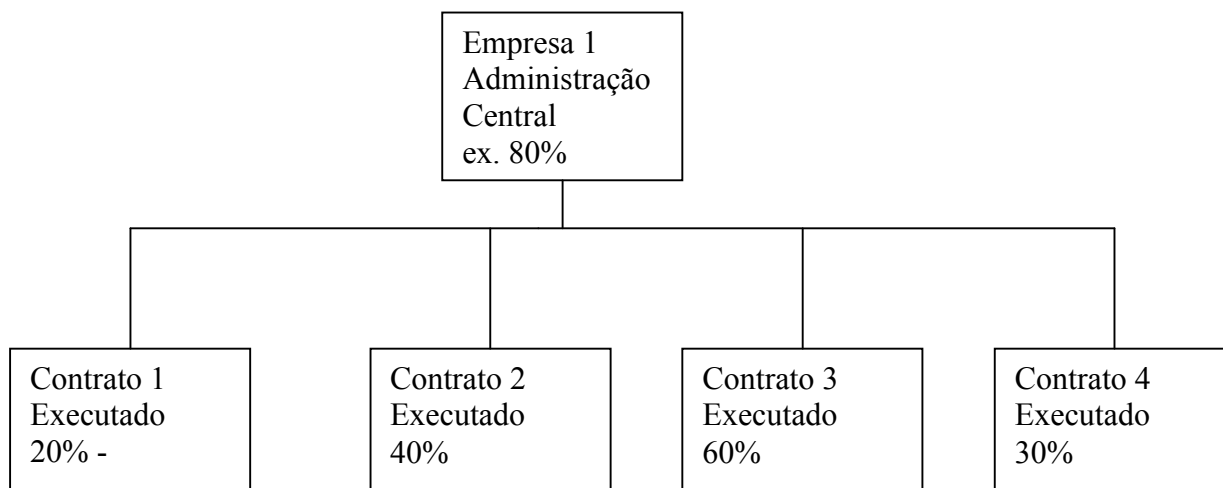 Empresa 1
Administração
Central
ex. 80%
Contrato 1
Executado
20% -
Contrato 2
Executado
40%
Contrato 3
Executado
60%
Contrato 4
Executado
30%